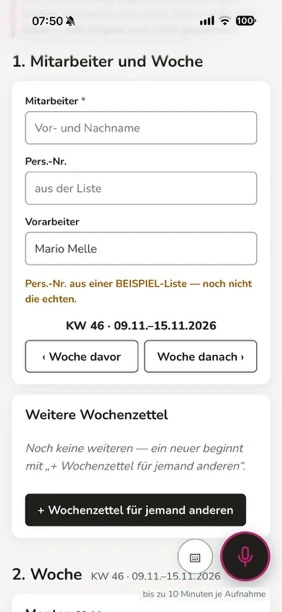 07:50
100
1. Mitarbeiter und Woche
Mitarbeiter *
Vor- und Nachname
Pers.-Nr.
aus der Liste
Vorarbeiter
Mario Melle
Pers.-Nr. aus einer BEISPIEL-Liste — noch nicht
die echten.
KW 46 · 09.11.–15.11.2026
‹ Woche davor
Woche danach ›
Weitere Wochenzettel
Noch keine weiteren — ein neuer beginnt
mit „+ Wochenzettel für jemand anderen“.
+ Wochenzettel für jemand anderen
2. Woche KW 46 · 09.11.–15.11.2026
bis zu 10 Minuten je Aufnahme